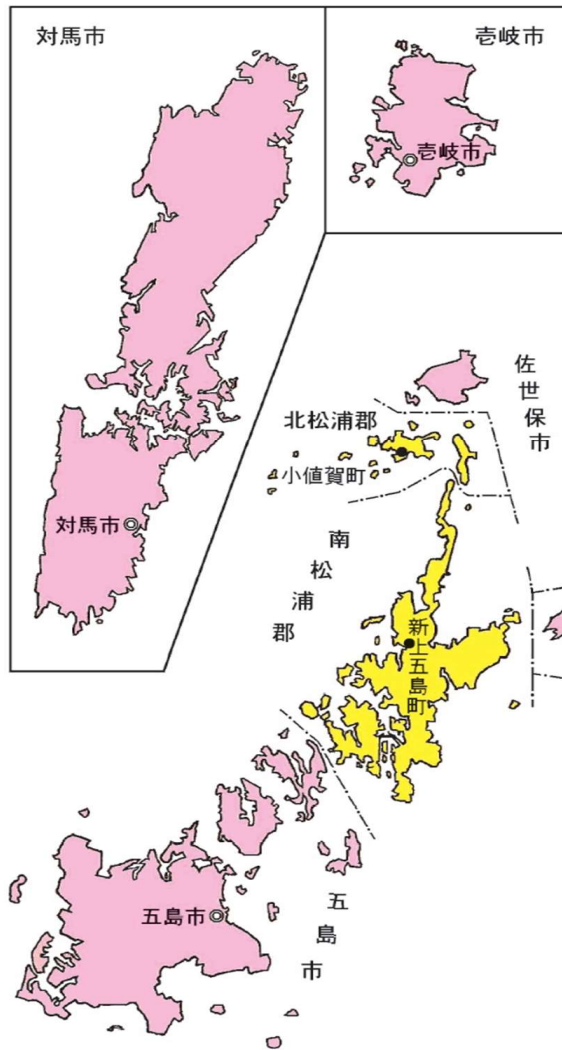 対馬市
壱岐市
壱岐市
佐世保市
北松浦郡
小値賀町
対馬市
南松浦郡
新上五島町
五島市
五島市